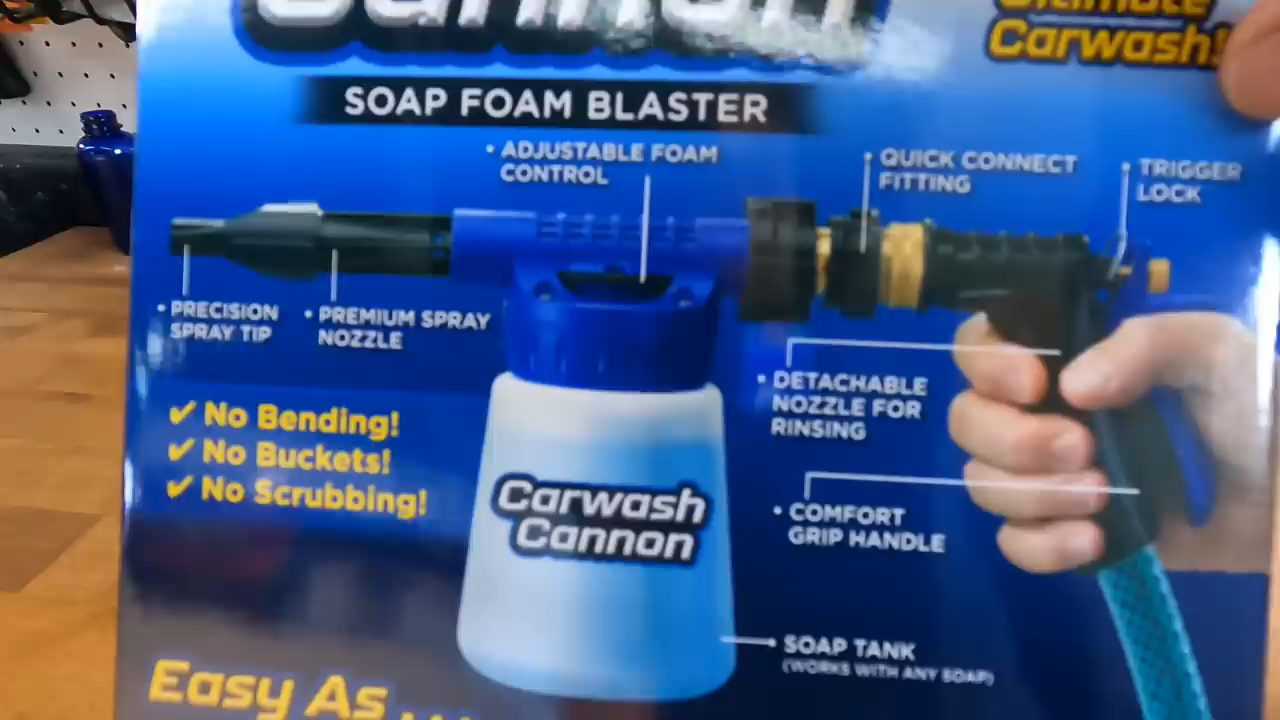 Cannon
Ultimate
Carwash!
SOAP FOAM BLASTER
• ADJUSTABLE FOAM
CONTROL
• QUICK CONNECT
FITTING
• TRIGGER
LOCK
• PRECISION
SPRAY TIP
• PREMIUM SPRAY
NOZZLE
• DETACHABLE
NOZZLE FOR
RINSING
✔ No Bending!
✔ No Buckets!
✔ No Scrubbing!
Carwash
Cannon
• COMFORT
GRIP HANDLE
SOAP TANK
(WORKS WITH ANY SOAP)
Easy As...